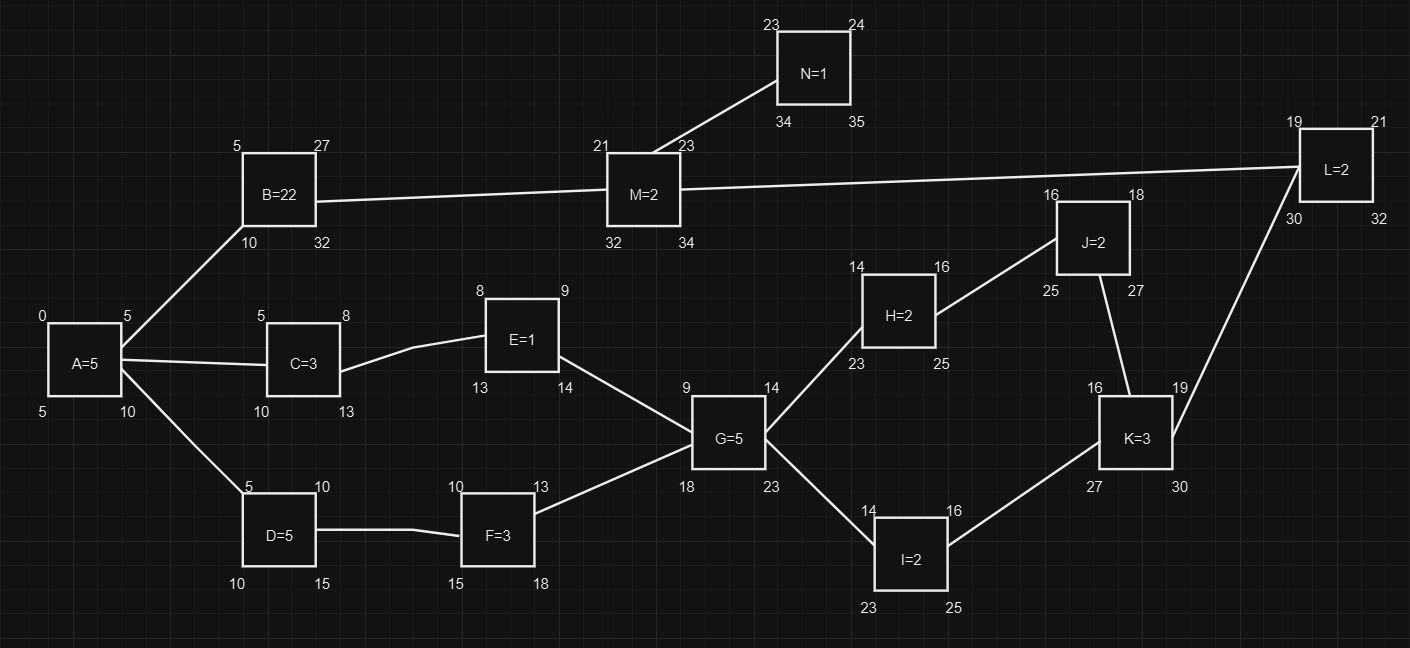 23 24
N=1
34 35
19 21
L=2
30 32
5 27
B=22
10 32
21 23
M=2
32 34
16 18
J=2
25 27
14 16
H=2
23 25
8 9
E=1
13 14
0 5
A=5
5 10
5 8
C=3
10 13
9 14
G=5
18 23
16 19
K=3
27 30
5 10
D=5
10 15
10 13
F=3
15 18
14 16
I=2
23 25